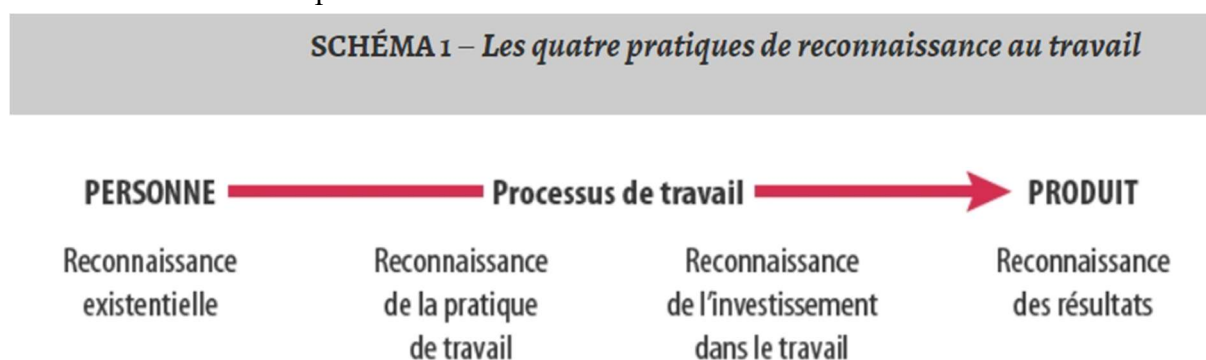 SCHÉMA 1 – Les quatre pratiques de reconnaissance au travail
PERSONNE Processus de travail PRODUIT
Reconnaissance Reconnaissance Reconnaissance Reconnaissance
existentielle de la pratique de l'investissement des résultats
de travail dans le travail